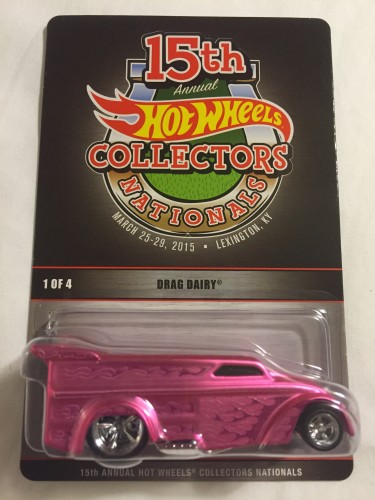 15th
Annual
HOT WHEELS
COLLECTORS
NATIONALS
MARCH 25-29, 2015 • LEXINGTON, KY
1 OF 4
DRAG DAIRY®
15th ANNUAL HOT WHEELS® COLLECTORS NATIONALS